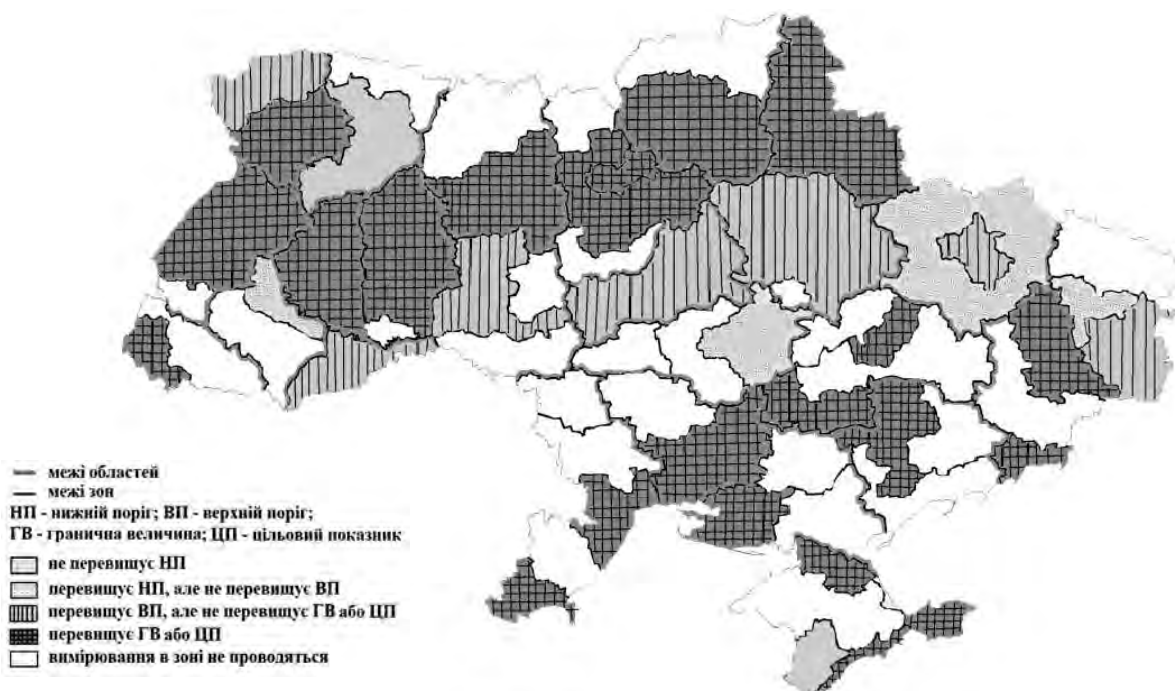 межі областей
межі зон
НП - нижній поріг; ВП - верхній поріг;
ГВ - гранична величина; ЦП - цільовий показник
не перевищує НП
перевищує НП, але не перевищує ВП
перевищує ВП, але не перевищує ГВ або ЦП
перевищує ГВ або ЦП
вимірювання в зоні не проводяться